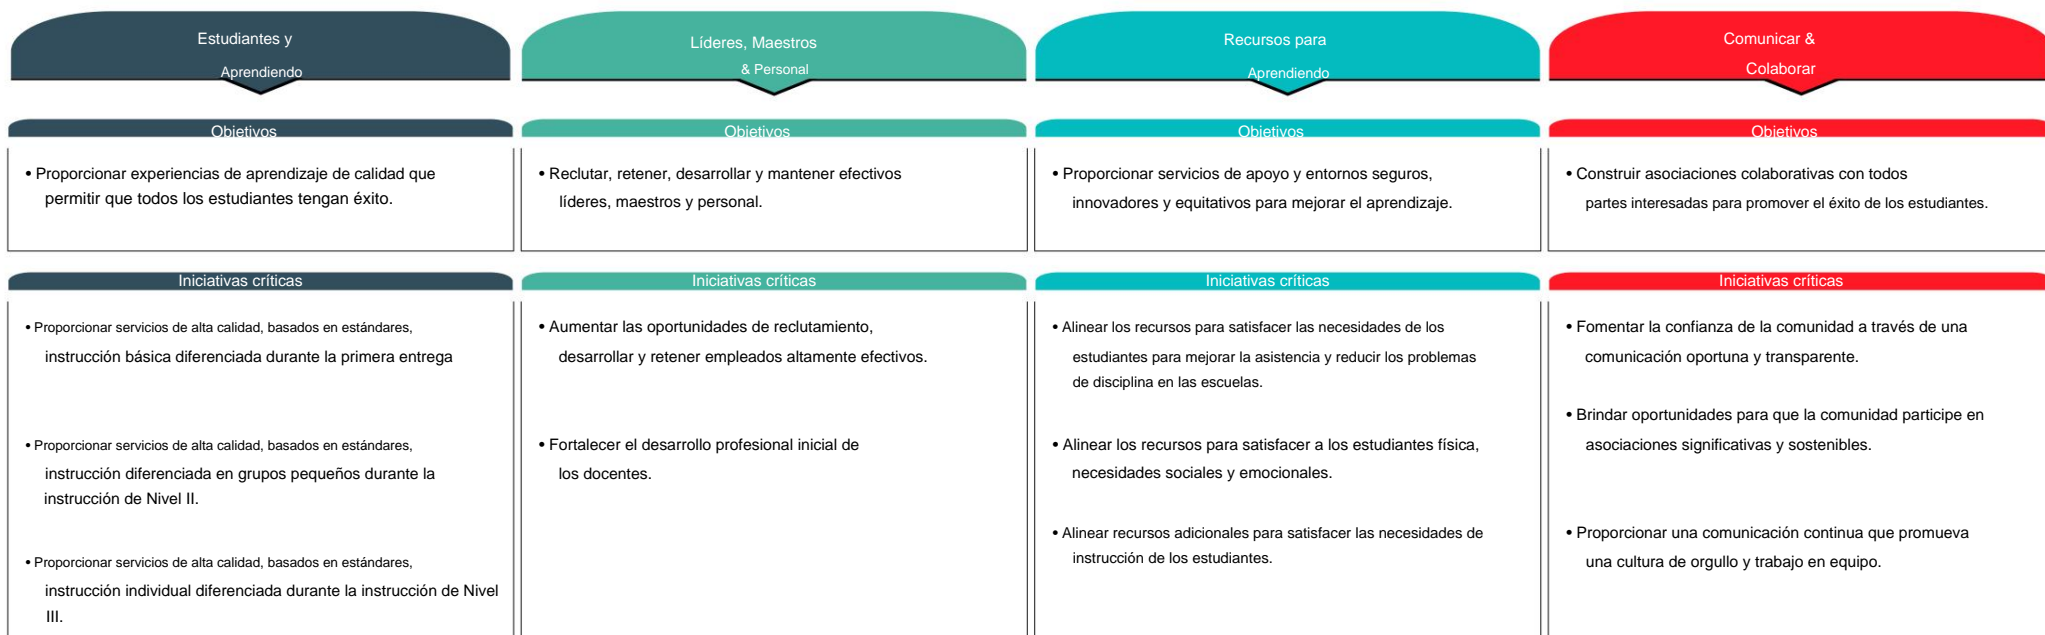 Estudiantes y
Aprendiendo
Líderes, Maestros
& Personal
Recursos para
Aprendiendo
Comunicar &
Colaborar
Objetivos
• Proporcionar experiencias de aprendizaje de calidad que
permitir que todos los estudiantes tengan éxito.
Objetivos
• Reclutar, retener, desarrollar y mantener efectivos
líderes, maestros y personal.
Objetivos
• Proporcionar servicios de apoyo y entornos seguros,
innovadores y equitativos para mejorar el aprendizaje.
Objetivos
• Construir asociaciones colaborativas con todos
partes interesadas para promover el éxito de los estudiantes.
Iniciativas críticas
• Proporcionar servicios de alta calidad, basados en estándares,
instrucción básica diferenciada durante la primera entrega
• Proporcionar servicios de alta calidad, basados en estándares,
instrucción diferenciada en grupos pequeños durante la
instrucción de Nivel II.
• Proporcionar servicios de alta calidad, basados en estándares,
instrucción individual diferenciada durante la instrucción de Nivel
III.
Iniciativas críticas
• Aumentar las oportunidades de reclutamiento,
desarrollar y retener empleados altamente efectivos.
• Fortalecer el desarrollo profesional inicial de
los docentes.
Iniciativas críticas
• Alinear los recursos para satisfacer las necesidades de los
estudiantes para mejorar la asistencia y reducir los problemas
de disciplina en las escuelas.
• Alinear los recursos para satisfacer a los estudiantes física,
necesidades sociales y emocionales.
• Alinear recursos adicionales para satisfacer las necesidades de
instrucción de los estudiantes.
Iniciativas críticas
• Fomentar la confianza de la comunidad a través de una
comunicación oportuna y transparente.
• Brindar oportunidades para que la comunidad participe en
asociaciones significativas y sostenibles.
• Proporcionar una comunicación continua que promueva
una cultura de orgullo y trabajo en equipo.